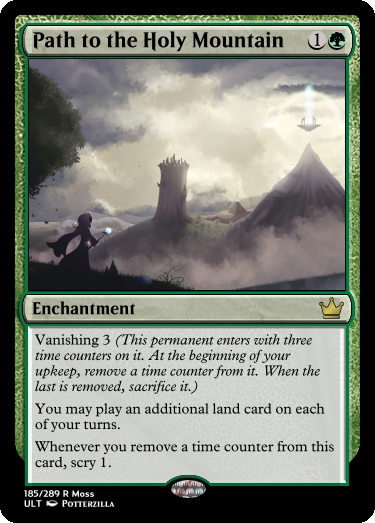 Path to the Holy Mountain 1
Enchantment
Vanishing 3 (This permanent enters with three
time counters on it. At the beginning of your
upkeep, remove a time counter from it. When the
last is removed, sacrifice it.)
You may play an additional land card on each
of your turns.
Whenever you remove a time counter from this
card, scry 1.
185/289 R Moss
ULT Potterzilla